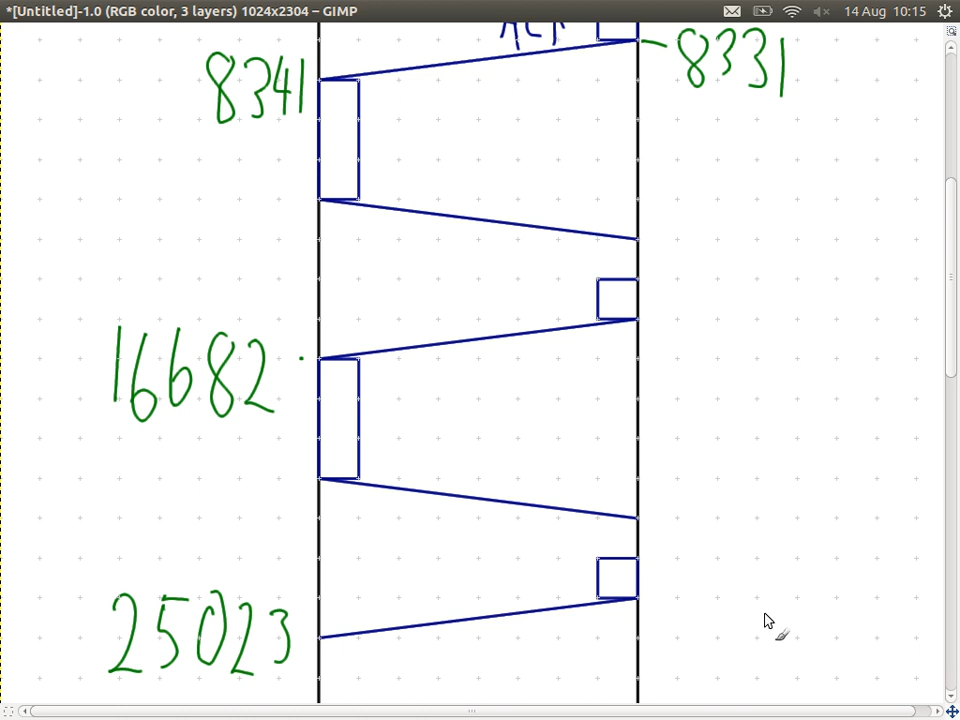 *[Untitled]-1.0 (RGB color, 3 layers) 1024x2304 – GIMP
14 Aug 10:15
8341
8331
16682
25023